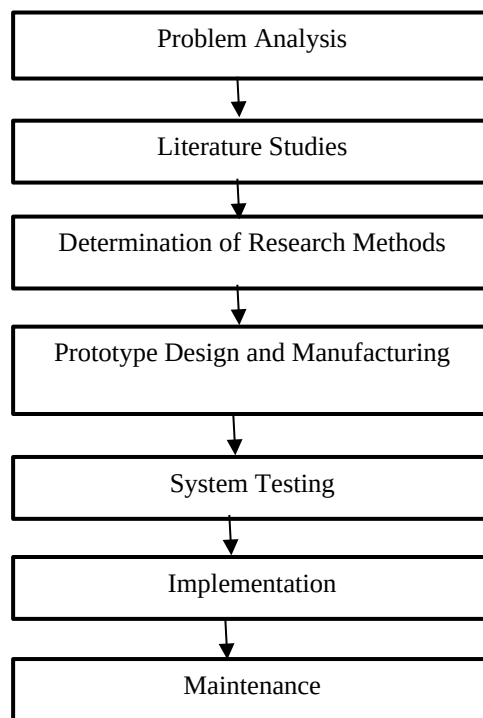 Problem Analysis
Literature Studies
Determination of Research Methods
Prototype Design and Manufacturing
System Testing
Implementation
Maintenance